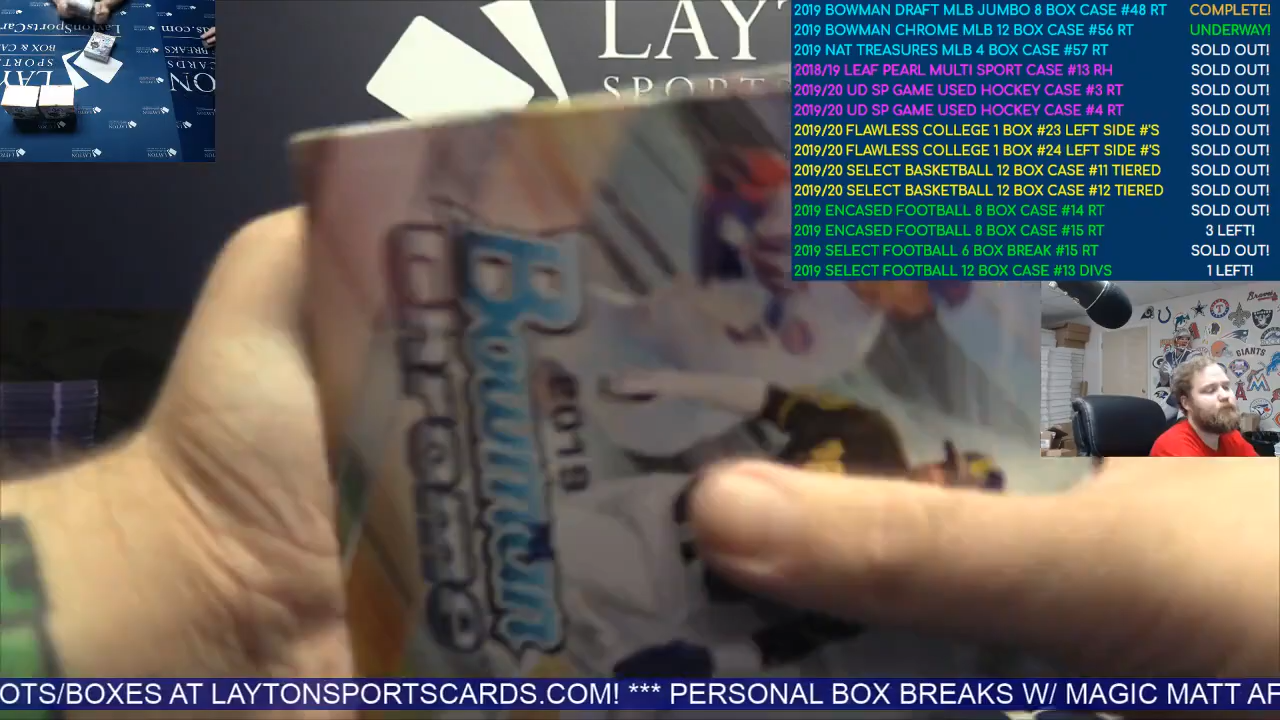 2019 BOWMAN DRAFT MLB JUMBO 8 BOX CASE #48 RT COMPLETE!
2019 BOWMAN CHROME MLB 12 BOX CASE #56 RT UNDERWAY!
2019 NAT TREASURES MLB 4 BOX CASE #57 RT SOLD OUT!
2018/19 LEAF PEARL MULTI SPORT CASE #13 RH SOLD OUT!
2019/20 UD SP GAME USED HOCKEY CASE #3 RT SOLD OUT!
2019/20 UD SP GAME USED HOCKEY CASE #4 RT SOLD OUT!
2019/20 FLAWLESS COLLEGE 1 BOX #23 LEFT SIDE #'S SOLD OUT!
2019/20 FLAWLESS COLLEGE 1 BOX #24 LEFT SIDE #'S SOLD OUT!
2019/20 SELECT BASKETBALL 12 BOX CASE #11 TIERED SOLD OUT!
2019/20 SELECT BASKETBALL 12 BOX CASE #12 TIERED SOLD OUT!
2019 ENCASED FOOTBALL 8 BOX CASE #14 RT SOLD OUT!
2019 ENCASED FOOTBALL 8 BOX CASE #15 RT 3 LEFT!
2019 SELECT FOOTBALL 6 BOX BREAK #15 RT SOLD OUT!
2019 SELECT FOOTBALL 12 BOX CASE #13 DIVS 1 LEFT!
LAYT
SPORTS
2019
Bowman
Chrome
GIANTS
Braves
OTS/BOXES AT LAYTONSPORTSCARDS.COM! *** PERSONAL BOX BREAKS W/ MAGIC MATT AF